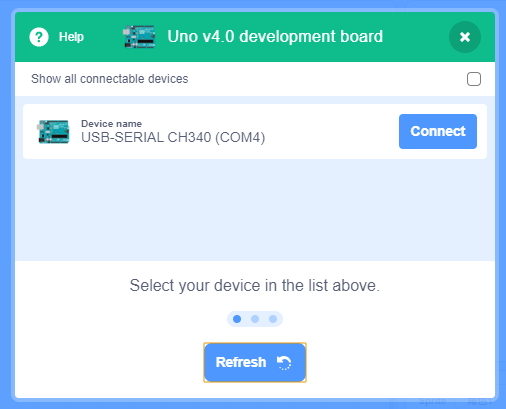 Help
Uno v4.0 development board
Show all connectable devices
Device name
USB-SERIAL CH340 (COM4)
Connect
Select your device in the list above.
Refresh